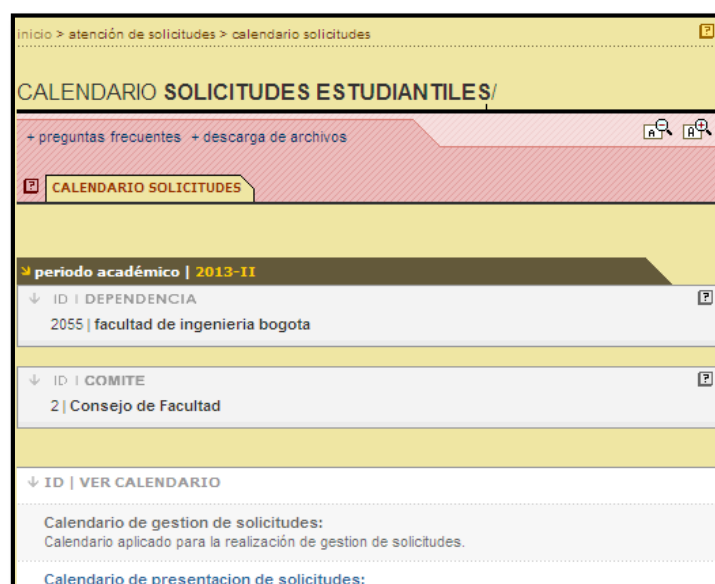 inicio > atención de solicitudes > calendario solicitudes
CALENDARIO SOLICITUDES ESTUDIANTILES/
+ preguntas frecuentes + descarga de archivos
CALENDARIO SOLICITUDES
periodo académico | 2013-II
ID | DEPENDENCIA
2055 | facultad de ingenieria bogota
ID | COMITE
2 | Consejo de Facultad
ID | VER CALENDARIO
Calendario de gestion de solicitudes:
Calendario aplicado para la realización de gestion de solicitudes.
Calendario de presentacion de solicitudes: